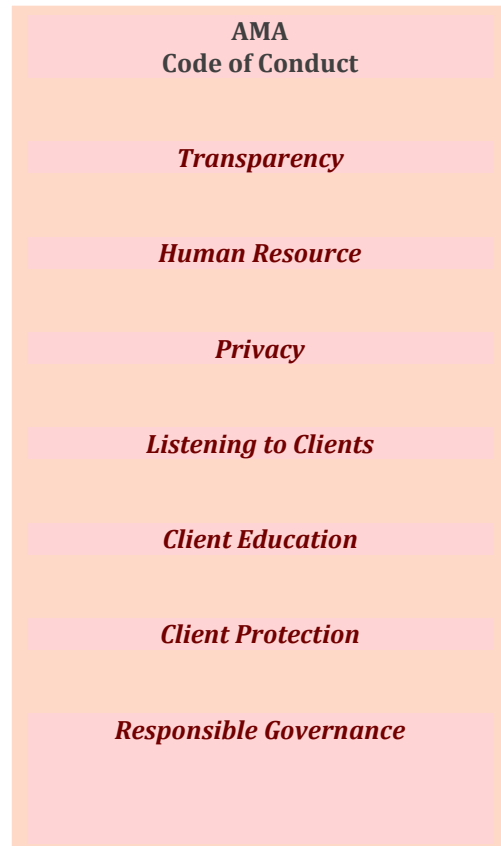 AMA
Code of Conduct
Transparency
Human Resource
Privacy
Listening to Clients
Client Education
Client Protection
Responsible Governance